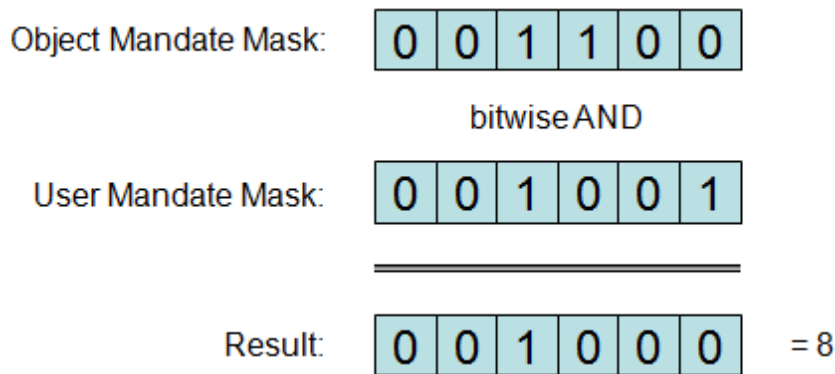 Object Mandate Mask: 0 0 1 1 0 0
bitwise AND
User Mandate Mask: 0 0 1 0 0 1
Result: 0 0 1 0 0 0 = 8